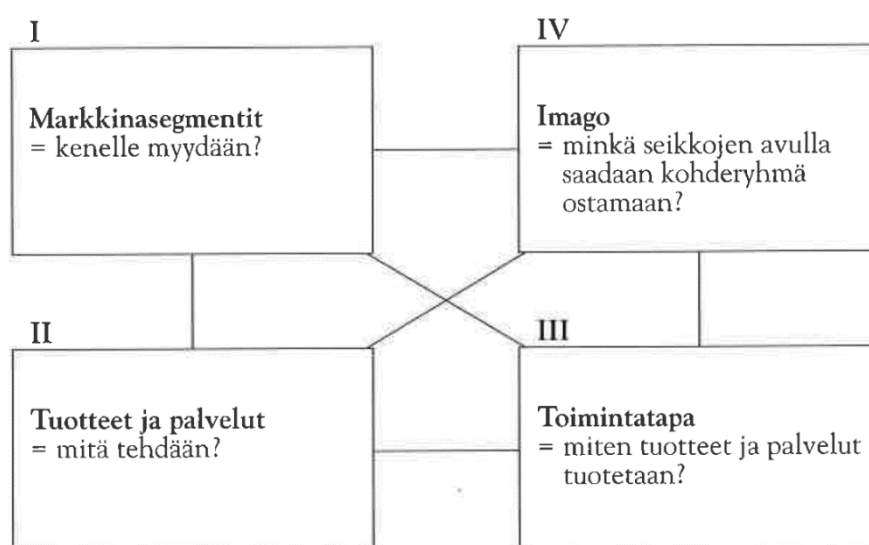 I
Markkinasegmentit
= kenelle myydään?
IV
Imago
= minkä seikkojen avulla
saadaan kohderyhmä
ostamaan?
II
Tuotteet ja palvelut
= mitä tehdään?
III
Toimintatapa
= miten tuotteet ja palvelut
tuotetaan?